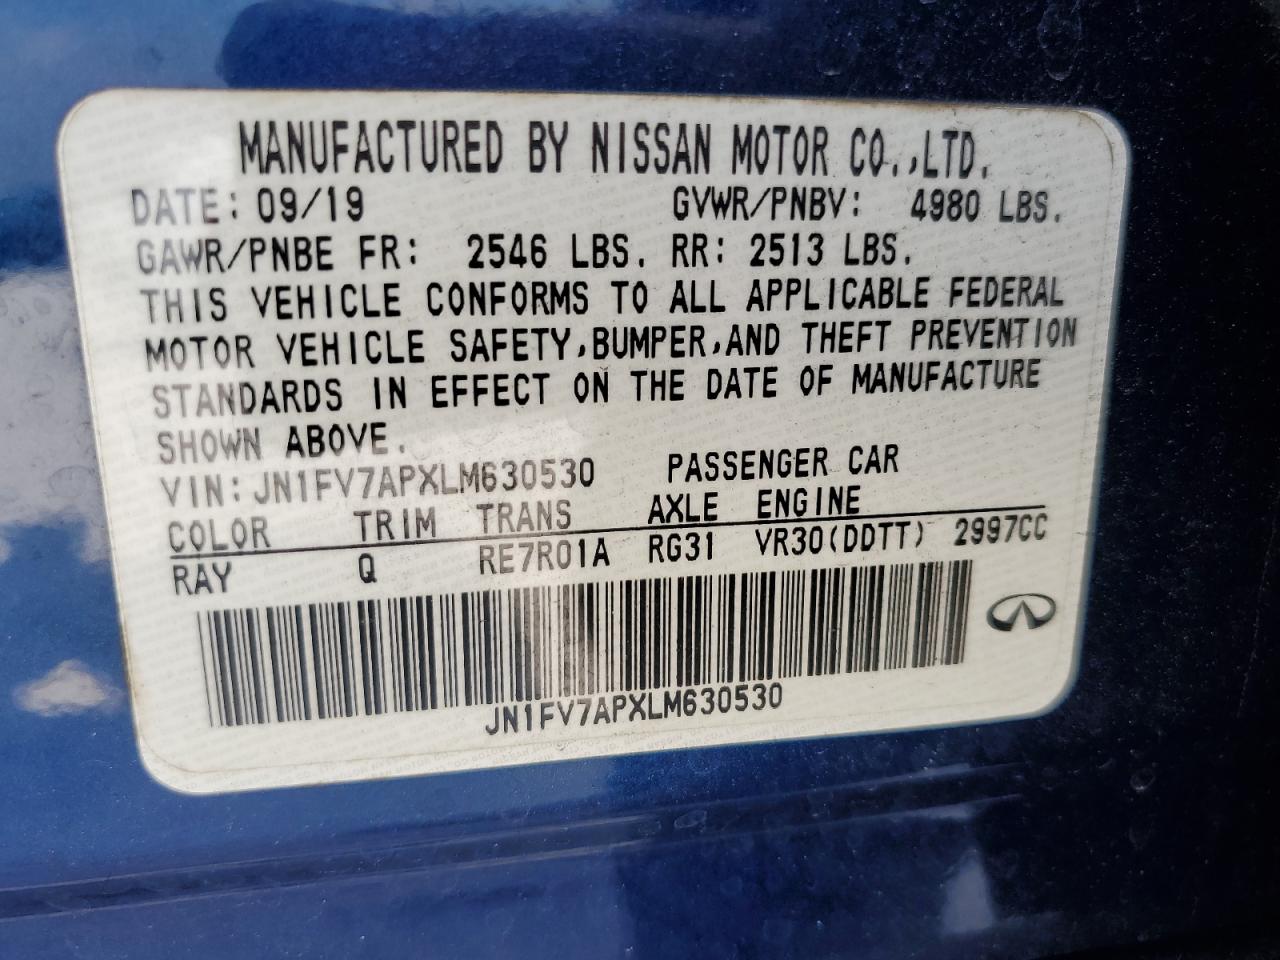 MANUFACTURED BY NISSAN MOTOR CO.,LTD.
DATE: 09/19 GVWR/PNBV: 4980 LBS.
GAWR/PNBE FR: 2546 LBS. RR: 2513 LBS.
THIS VEHICLE CONFORMS TO ALL APPLICABLE FEDERAL
MOTOR VEHICLE SAFETY,BUMPER,AND THEFT PREVENTION
STANDARDS IN EFFECT ON THE DATE OF MANUFACTURE
SHOWN ABOVE.
VIN: JN1FV7APXLM630530 PASSENGER CAR
COLOR TRIM TRANS AXLE ENGINE
RAY Q RE7R01A RG31 VR30(DDTT) 2997CC
JN1FV7APXLM630530